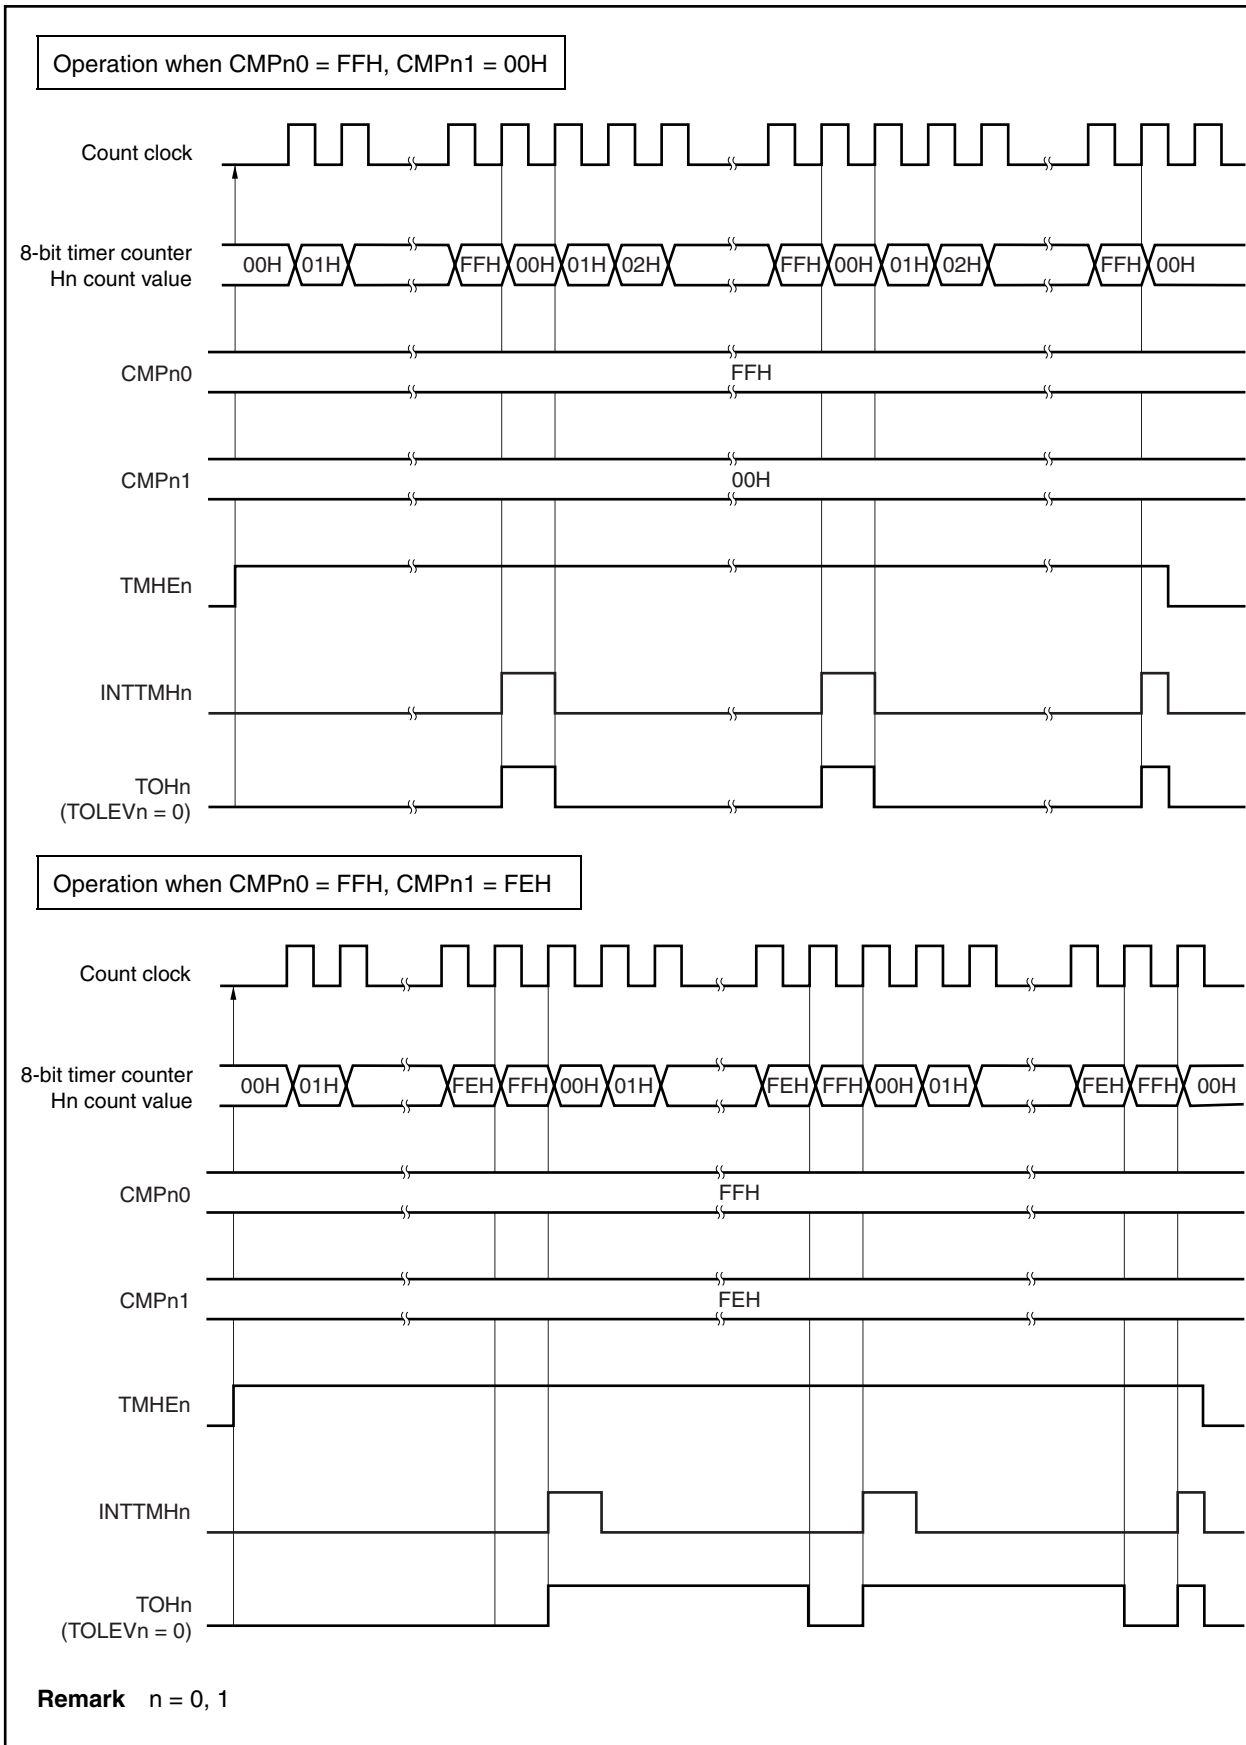 Operation when CMPn0 = FFH, CMPn1 = 00H
Count clock
8-bit timer counter
Hn count value
00H 01H FFH 00H 01H 02H FFH 00H 01H 02H FFH 00H
CMPn0
FFH
CMPn1
00H
TMHEn
INTTMHn
TOHn
(TOLEVn = 0)
Operation when CMPn0 = FFH, CMPn1 = FEH
Count clock
8-bit timer counter
Hn count value
00H 01H FEH FFH 00H 01H FEH FFH 00H 01H FEH FFH 00H
CMPn0
FFH
CMPn1
FEH
TMHEn
INTTMHn
TOHn
(TOLEVn = 0)
Remark n = 0, 1